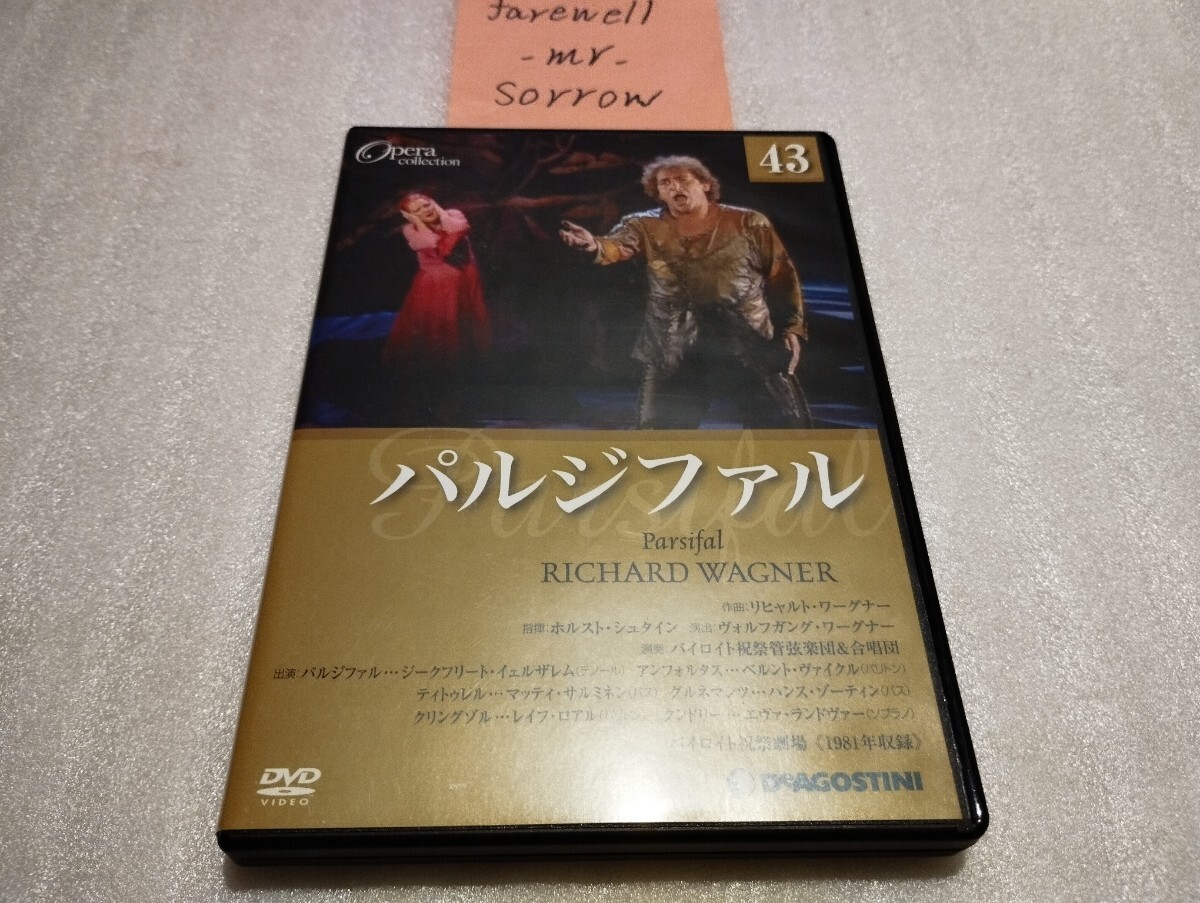 farewell
-mr-
sorrow
Opera
collection
43
パルジファル
Parsifal
Parsifal
RICHARD WAGNER
作曲:リヒャルト・ワーグナー
指揮:ホルスト・シュタイン 演出:ヴォルフガング・ワーグナー
演奏:バイロイト祝祭管弦楽団&合唱団
出演:パルジファル…ジークフリート・イェルザレム(テノール) アンフォルタス…ベルント・ヴァイクル(バリトン)
ティトゥレル…マッティ・サルミネン(バス) グルネマンツ…ハンス・ゾーティン(バス)
クリングゾル…レイフ・ロアル(バリトン) クンドリー…エヴァ・ランドヴァー(ソプラノ)
バイロイト祝祭劇場《1981年収録》
DVD
VIDEO
DeAGOSTINI